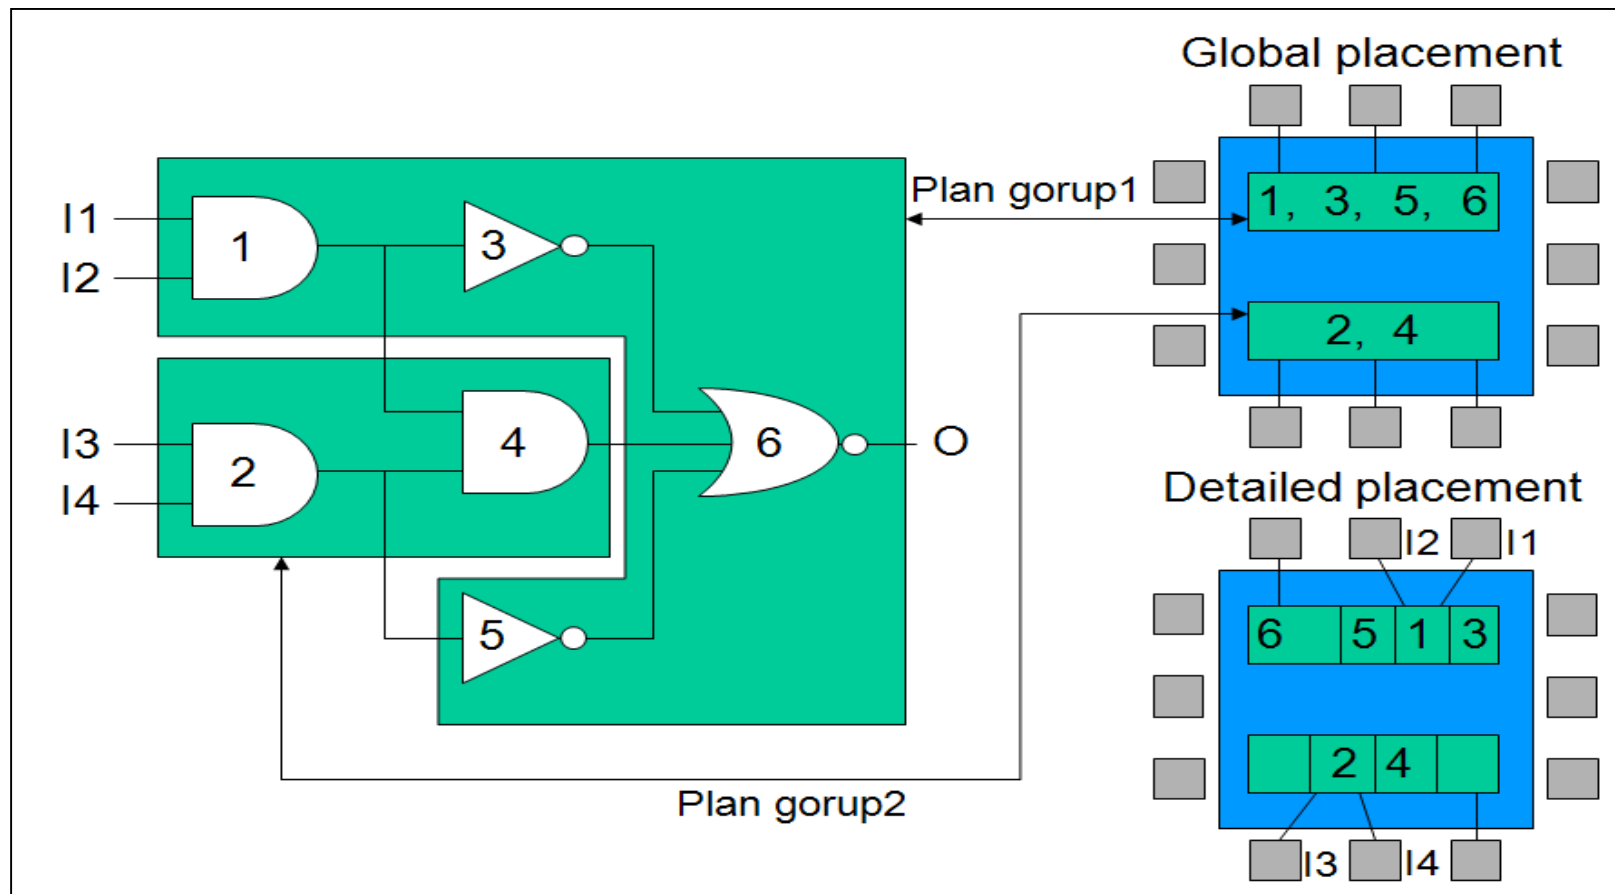 Global placement
Plan gorup1
1, 3, 5, 6
I1
1
3
I2
2, 4
I3
2
4
6
O
I4
Detailed placement
I2
I1
5
6
5
1
3
2
4
Plan gorup2
I3
I4